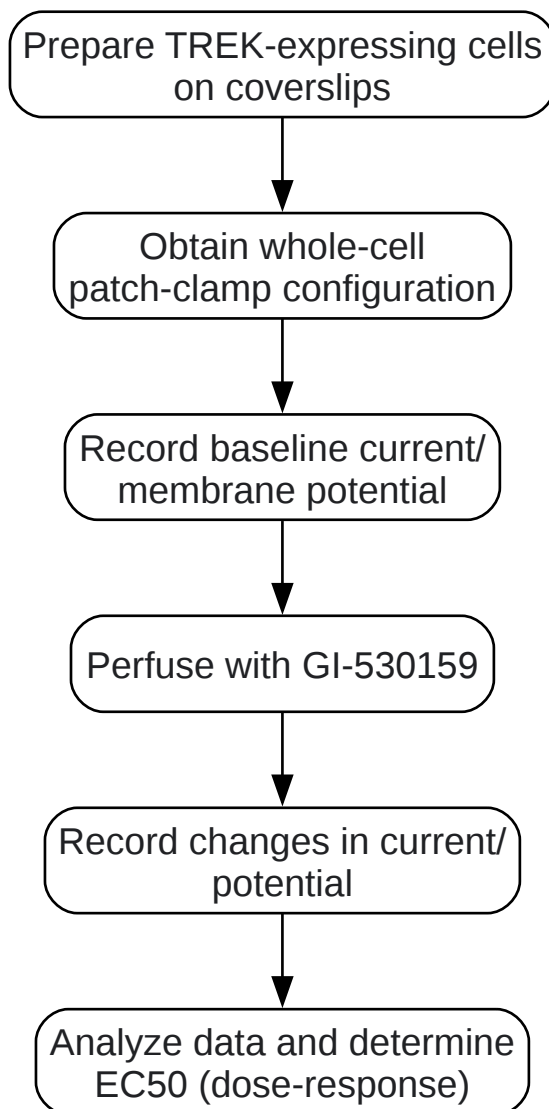 Prepare TREK-expressing cells
on coverslips
Obtain whole-cell
patch-clamp configuration
Record baseline current/
membrane potential
Perfuse with GI-530159
Record changes in current/
potential
Analyze data and determine
EC50 (dose-response)